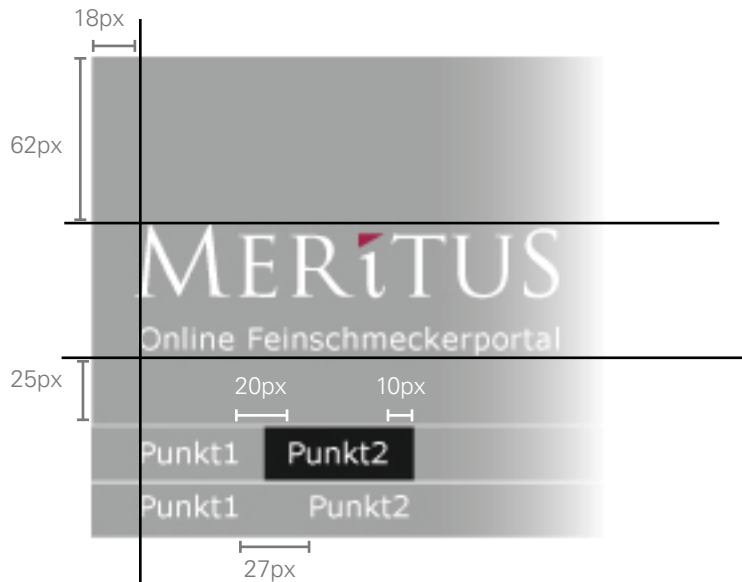 18px
62px
MERiTUS
Online Feinschmeckerportal
25px
20px 10px
Punkt1 Punkt2
Punkt1 Punkt2
27px